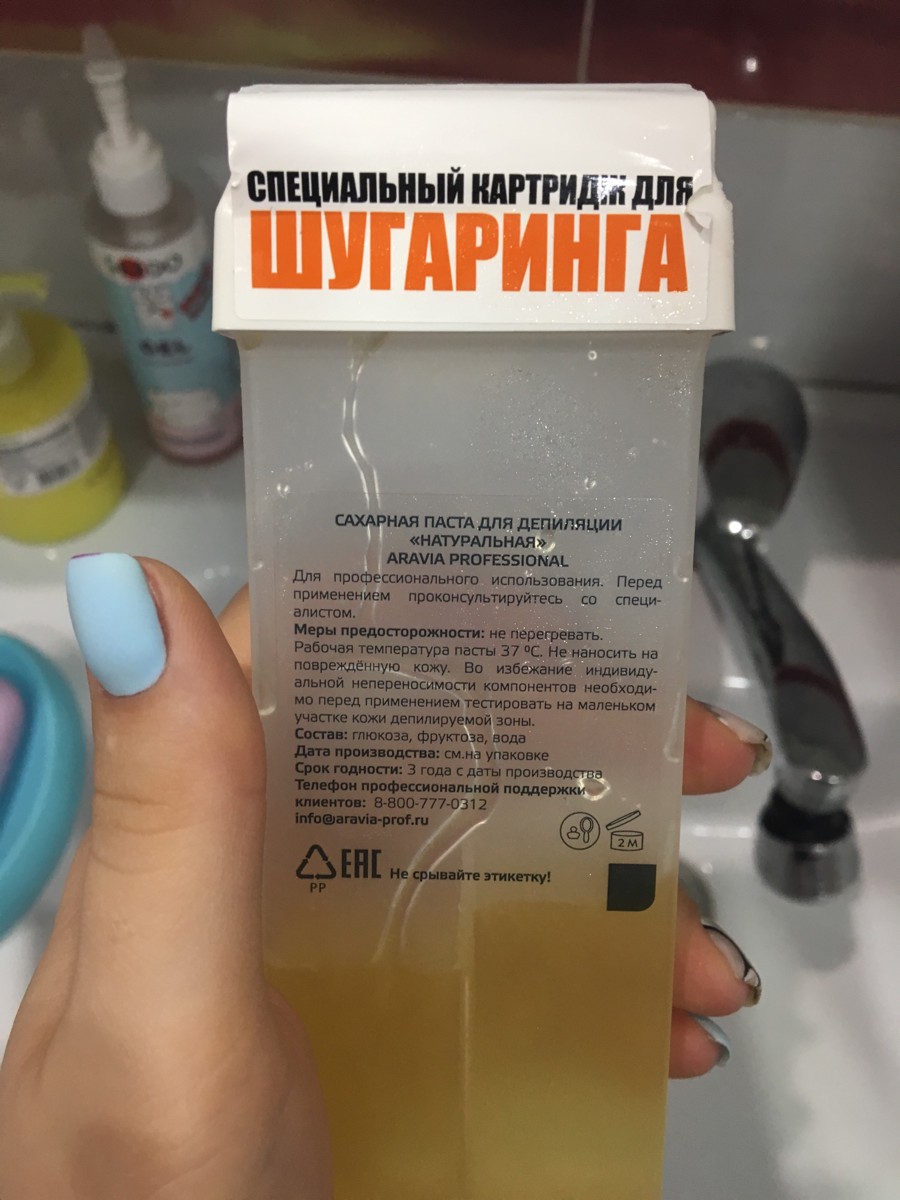 СПЕЦИАЛЬНЫЙ КАРТРИДЖ ДЛЯ
ШУГАРИНГА
САХАРНАЯ ПАСТА ДЛЯ ДЕПИЛЯЦИИ
«НАТУРАЛЬНАЯ»
ARAVIA PROFESSIONAL
Для профессионального использования. Перед
применением проконсультируйтесь со специ-
алистом.
Меры предосторожности: не перегревать.
Рабочая температура пасты 37 ºС. Не наносить на
повреждённую кожу. Во избежание индивиду-
альной непереносимости компонентов необходи-
мо перед применением тестировать на маленьком
участке кожи депилируемой зоны.
Состав: глюкоза, фруктоза, вода
Дата производства: см.на упаковке
Срок годности: 3 года с даты производства
Телефон профессиональной поддержки
клиентов: 8-800-777-0312
info@aravia-prof.ru
2 M
EAC Не срывайте этикетку!
PP
GEL